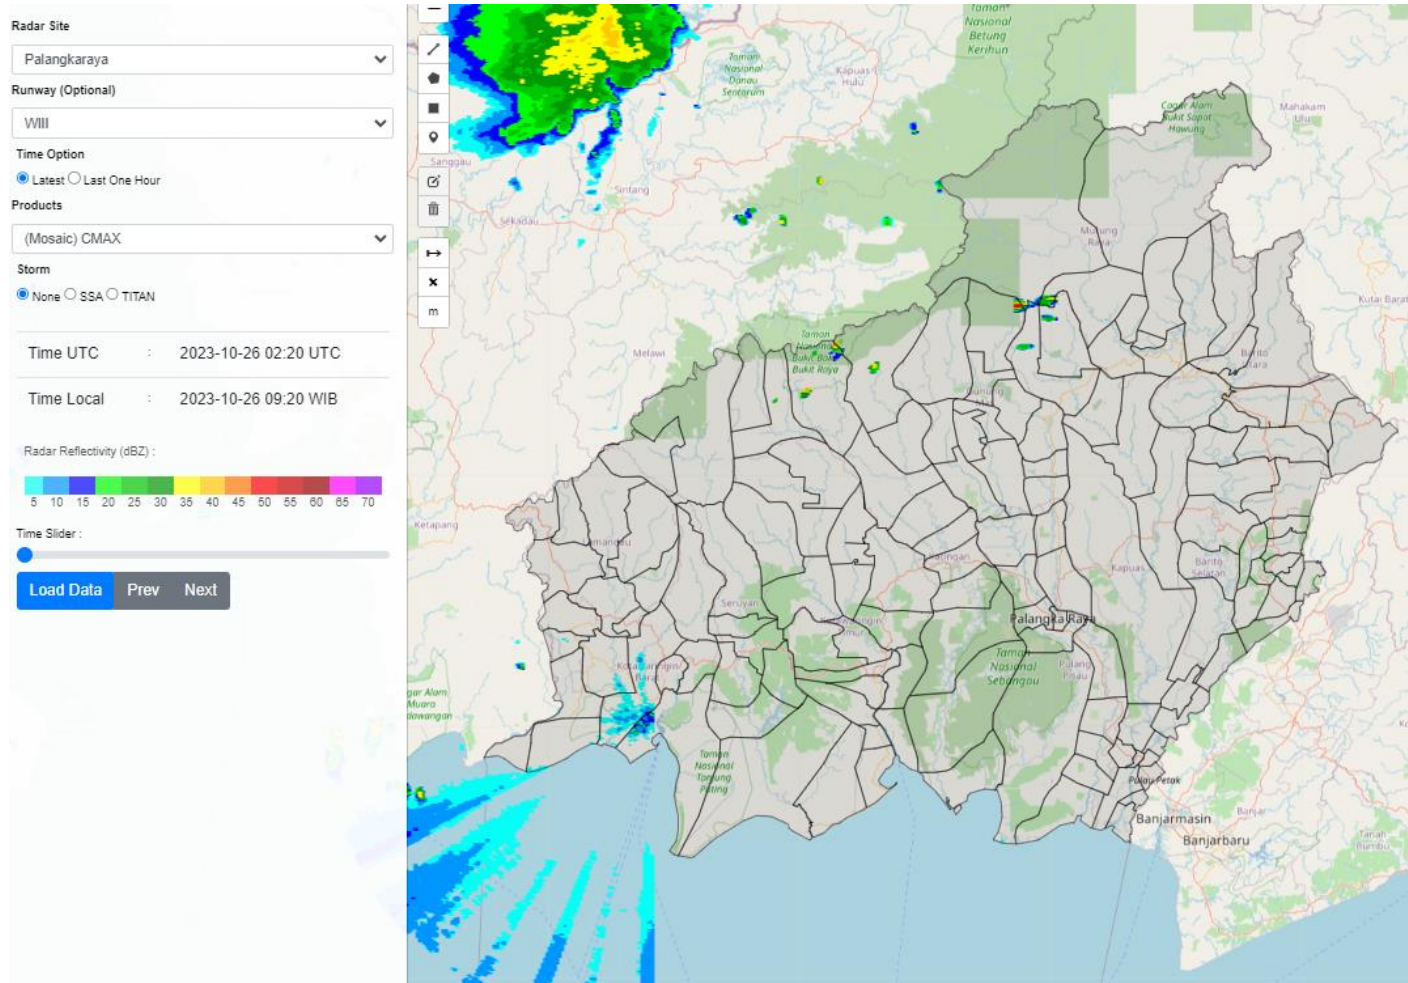 Radar Site
Palangkaraya
Runway (Optional)
WIII
Time Option
Latest Last One Hour
Products
(Mosaic) CMAX
Storm
None SSA TITAN
Time UTC : 2023-10-26 02:20 UTC
Time Local : 2023-10-26 09:20 WIB
Radar Reflectivity (dBZ) :
5 10 15 20 25 30 35 40 45 50 55 60 65 70
Time Slider :
Load Data Prev Next
m
Taman
Nasional
Betung
Kerihun
Taman
Nasional
Danau
Sentarum
Kapuas
Hulu
Cagar Alam
Bukit Sapat
Hawung
Mahakam
Ulu
Sanggau
Sintang
Sekadau
Murung
Raya
Kutai Barat
Melawi
Taman
Nasional
Bukit Baka
Bukit Raya
Barito
Utara
Gunung
Ketapang
Lamandau
Katingan
Kapuas
Barito
Selatan
Seruyan
Timur
Palangka Raya
Taman
Nasional
Sebangau
Pulang
Pisau
Kotawaringin
Barat
gar Alam
Muara
dawangan
Taman
Nasional
Tanjung
Puting
Pulau Petak
Banjarmasin
Banjar
Banjarbaru
Tanah
Bumbu